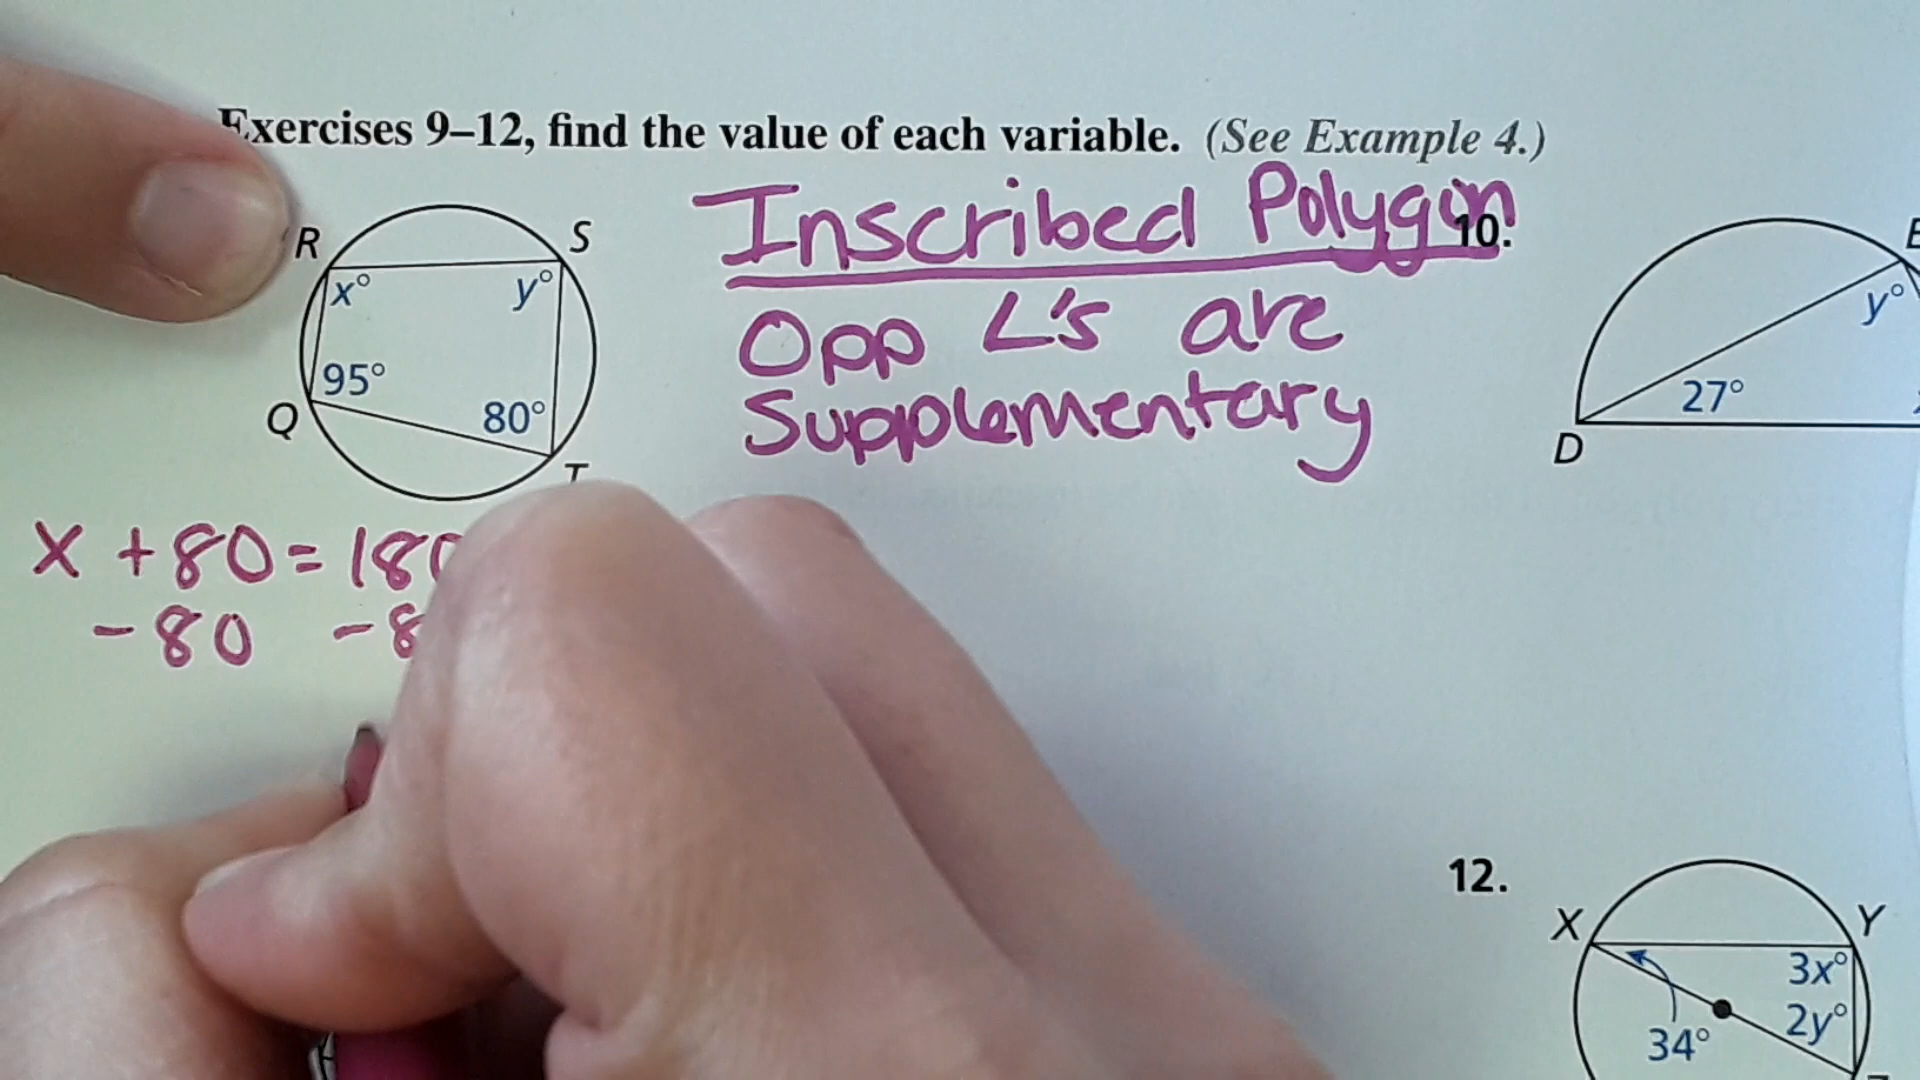 Exercises 9–12, find the value of each variable. (See Example 4.)
Inscribed Polygon
10.
R
S
x°
y°
95°
80°
Q
T
Opp ∠'s are
Supplementary
y°
27°
D
x + 80 = 180
- 80 - 8
12.
X
Y
3x°
2y°
34°